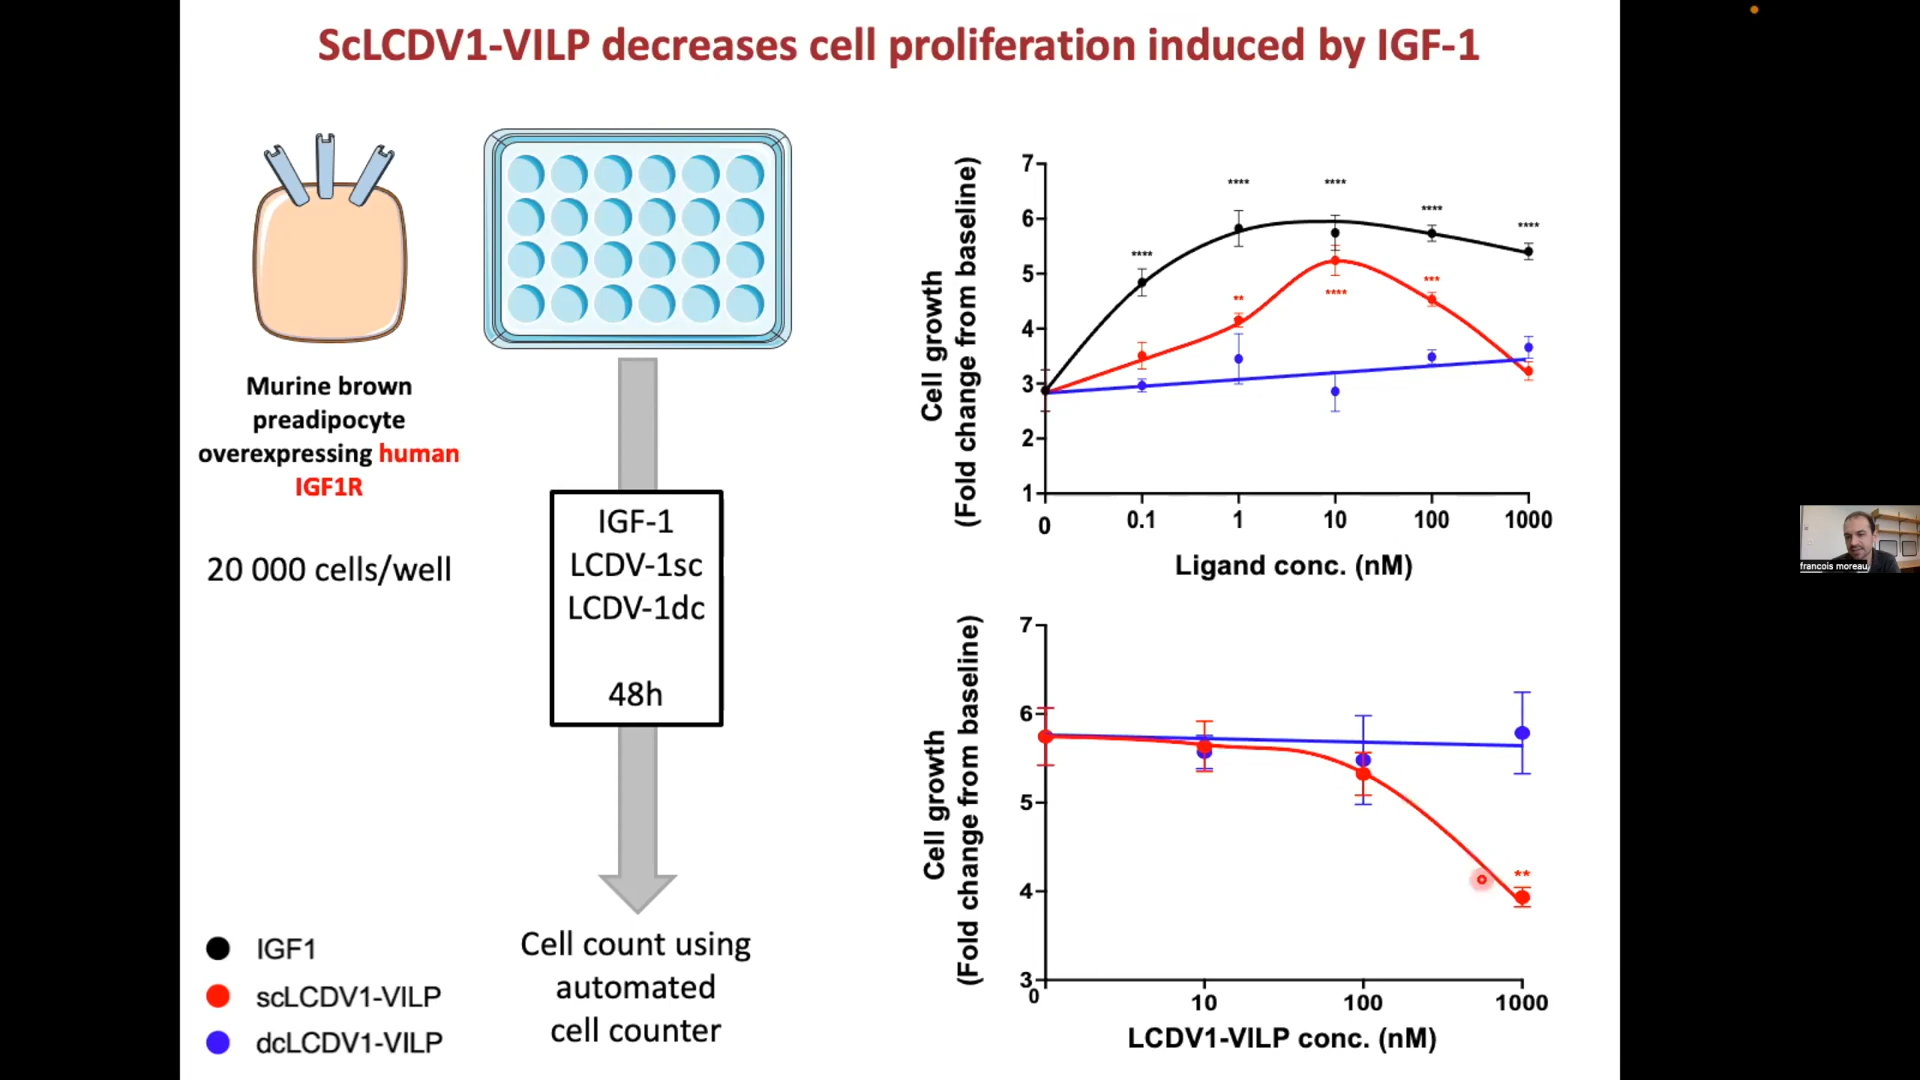 ScLCDV1-VILP decreases cell proliferation induced by IGF-1
Murine brown
preadipocyte
overexpressing human
IGF1R
20 000 cells/well
IGF-1
LCDV-1sc
LCDV-1dc
48h
Cell count using
automated
cell counter
IGF1
scLCDV1-VILP
dcLCDV1-VILP
Cell growth
(Fold change from baseline)
7
6
5
4
3
2
1
**** **** **** **** ****
** **** ***
0 0.1 1 10 100 1000
Ligand conc. (nM)
Cell growth
(Fold change from baseline)
7
6
5
4
3
**
0 10 100 1000
LCDV1-VILP conc. (nM)
francois moreau